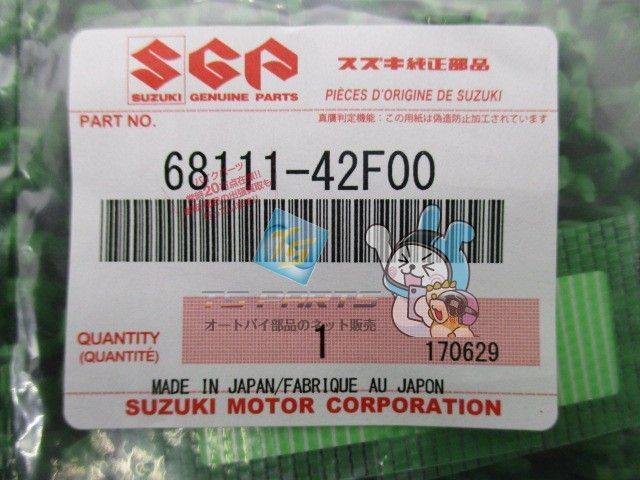 SGP
スズキ純正部品
SUZUKI GENUINE PARTS
PIÈCES D'ORIGINE DE SUZUKI
PART NO.
真贋判定機能：この用紙は偽造防止加工されています
68111-42F00
TS PARTS
オートバイ部品のネット販売
QUANTITY
(QUANTITÉ)
1
170629
MADE IN JAPAN/FABRIQUE AU JAPON
SUZUKI MOTOR CORPORATION